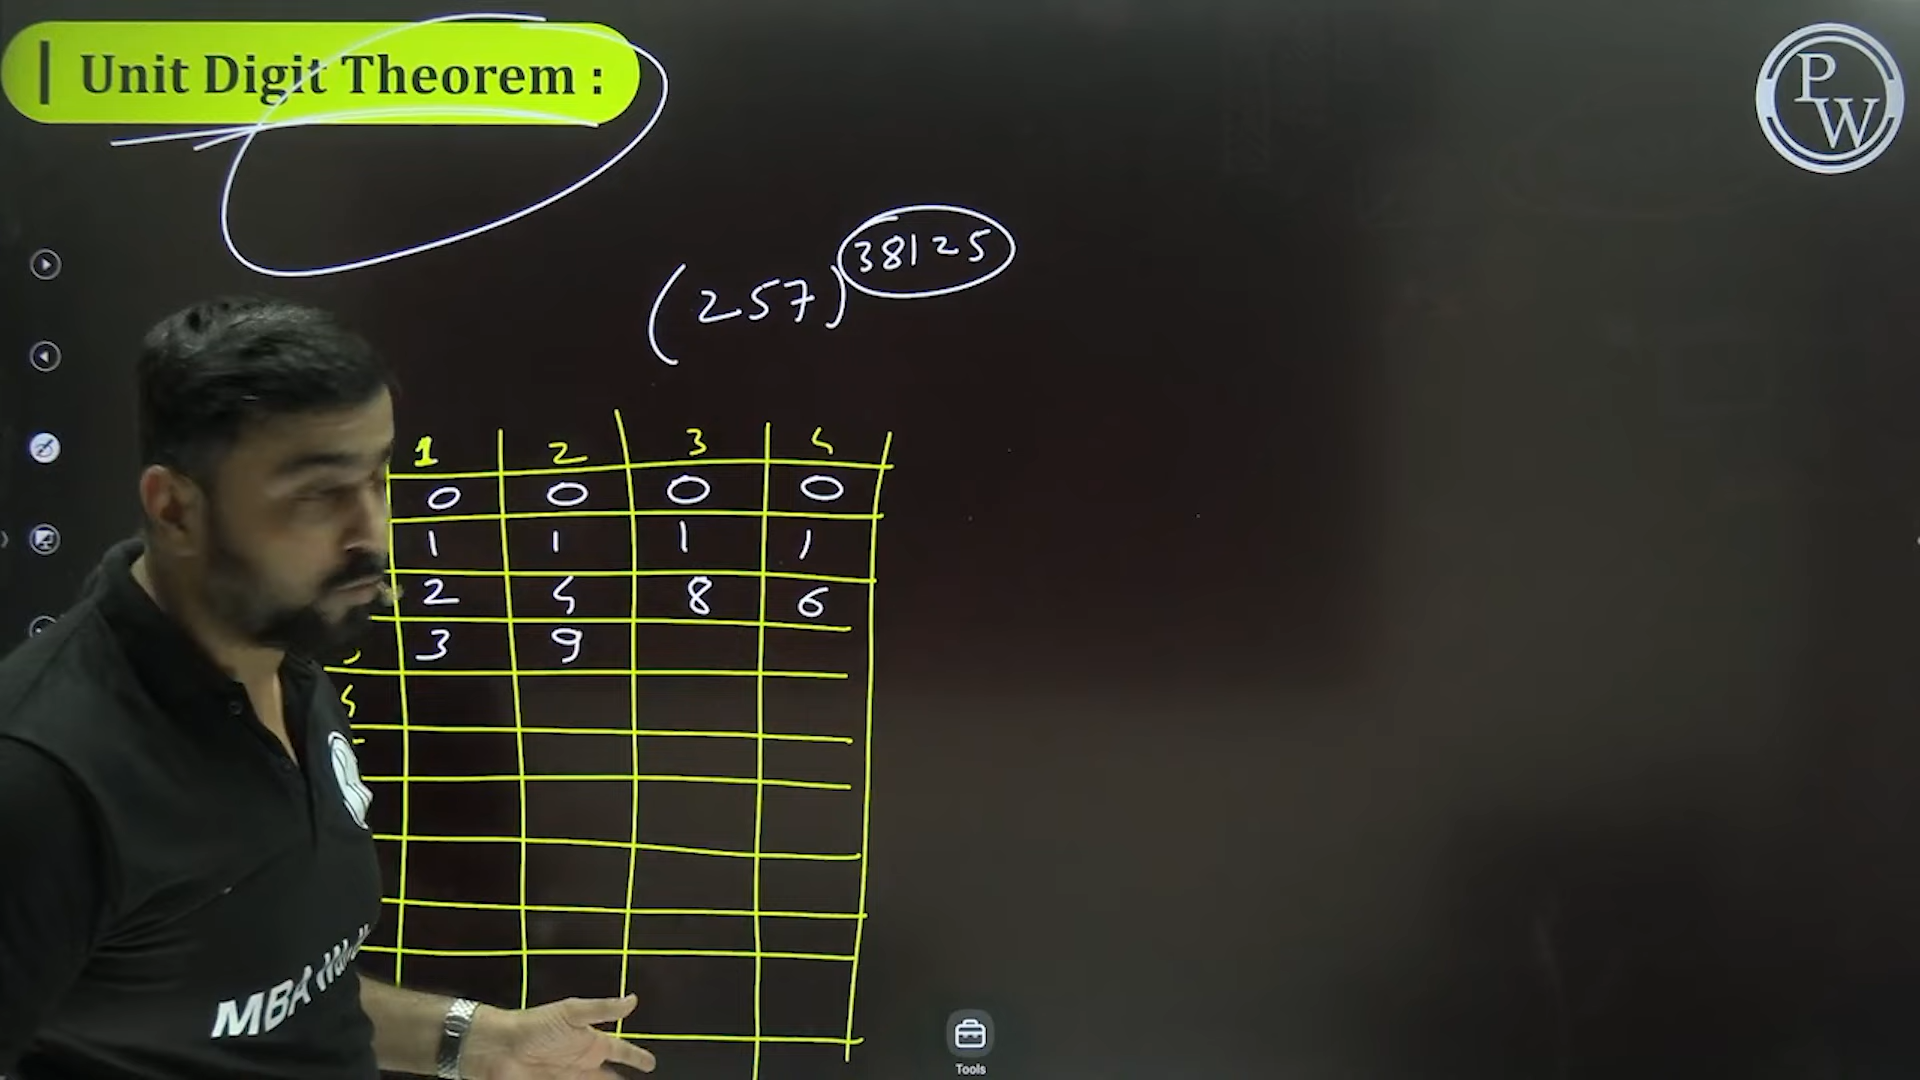 Unit Digit Theorem :
PW
(257)^38125
1 2 3 4
0 0 0 0
1 1 1 1
2 4 8 6
3 9
4
MBA
Tools